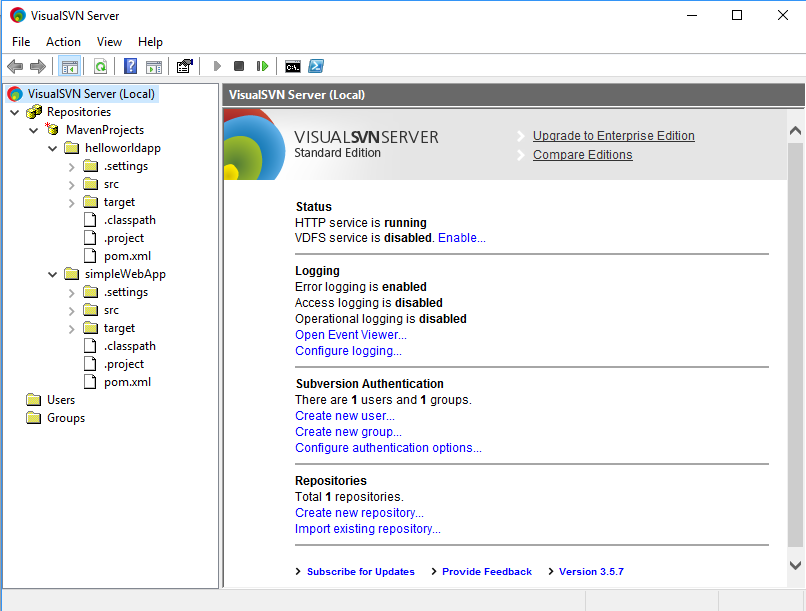 VisualSVN Server
File Action View Help
VisualSVN Server (Local)
Repositories
MavenProjects
helloworldapp
.settings
src
target
.classpath
.project
pom.xml
simpleWebApp
.settings
src
target
.classpath
.project
pom.xml
Users
Groups
VisualSVN Server (Local)
VISUALSVNSERVER
Standard Edition
Upgrade to Enterprise Edition
Compare Editions
Status
HTTP service is running
VDFS service is disabled. Enable...
Logging
Error logging is enabled
Access logging is disabled
Operational logging is disabled
Open Event Viewer...
Configure logging...
Subversion Authentication
There are 1 users and 1 groups.
Create new user...
Create new group...
Configure authentication options...
Repositories
Total 1 repositories.
Create new repository...
Import existing repository...
Subscribe for Updates Provide Feedback Version 3.5.7